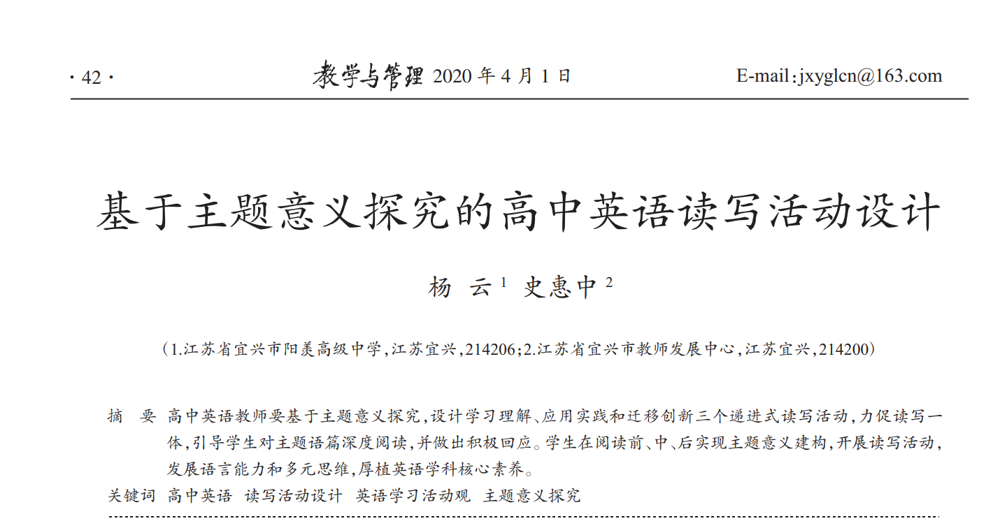 ·42· 教学与管理 2020年4月1日 E-mail:jxyglcn@163.com
基于主题意义探究的高中英语读写活动设计
杨 云1 史惠中2
(1.江苏省宜兴市阳羡高级中学,江苏宜兴,214206;2.江苏省宜兴市教师发展中心,江苏宜兴,214200)
摘 要 高中英语教师要基于主题意义探究,设计学习理解、应用实践和迁移创新三个递进式读写活动,力促读写一
体,引导学生对主题语篇深度阅读,并做出积极回应。学生在阅读前、中、后实现主题意义建构,开展读写活动,
发展语言能力和多元思维,厚植英语学科核心素养。
关键词 高中英语 读写活动设计 英语学习活动观 主题意义探究